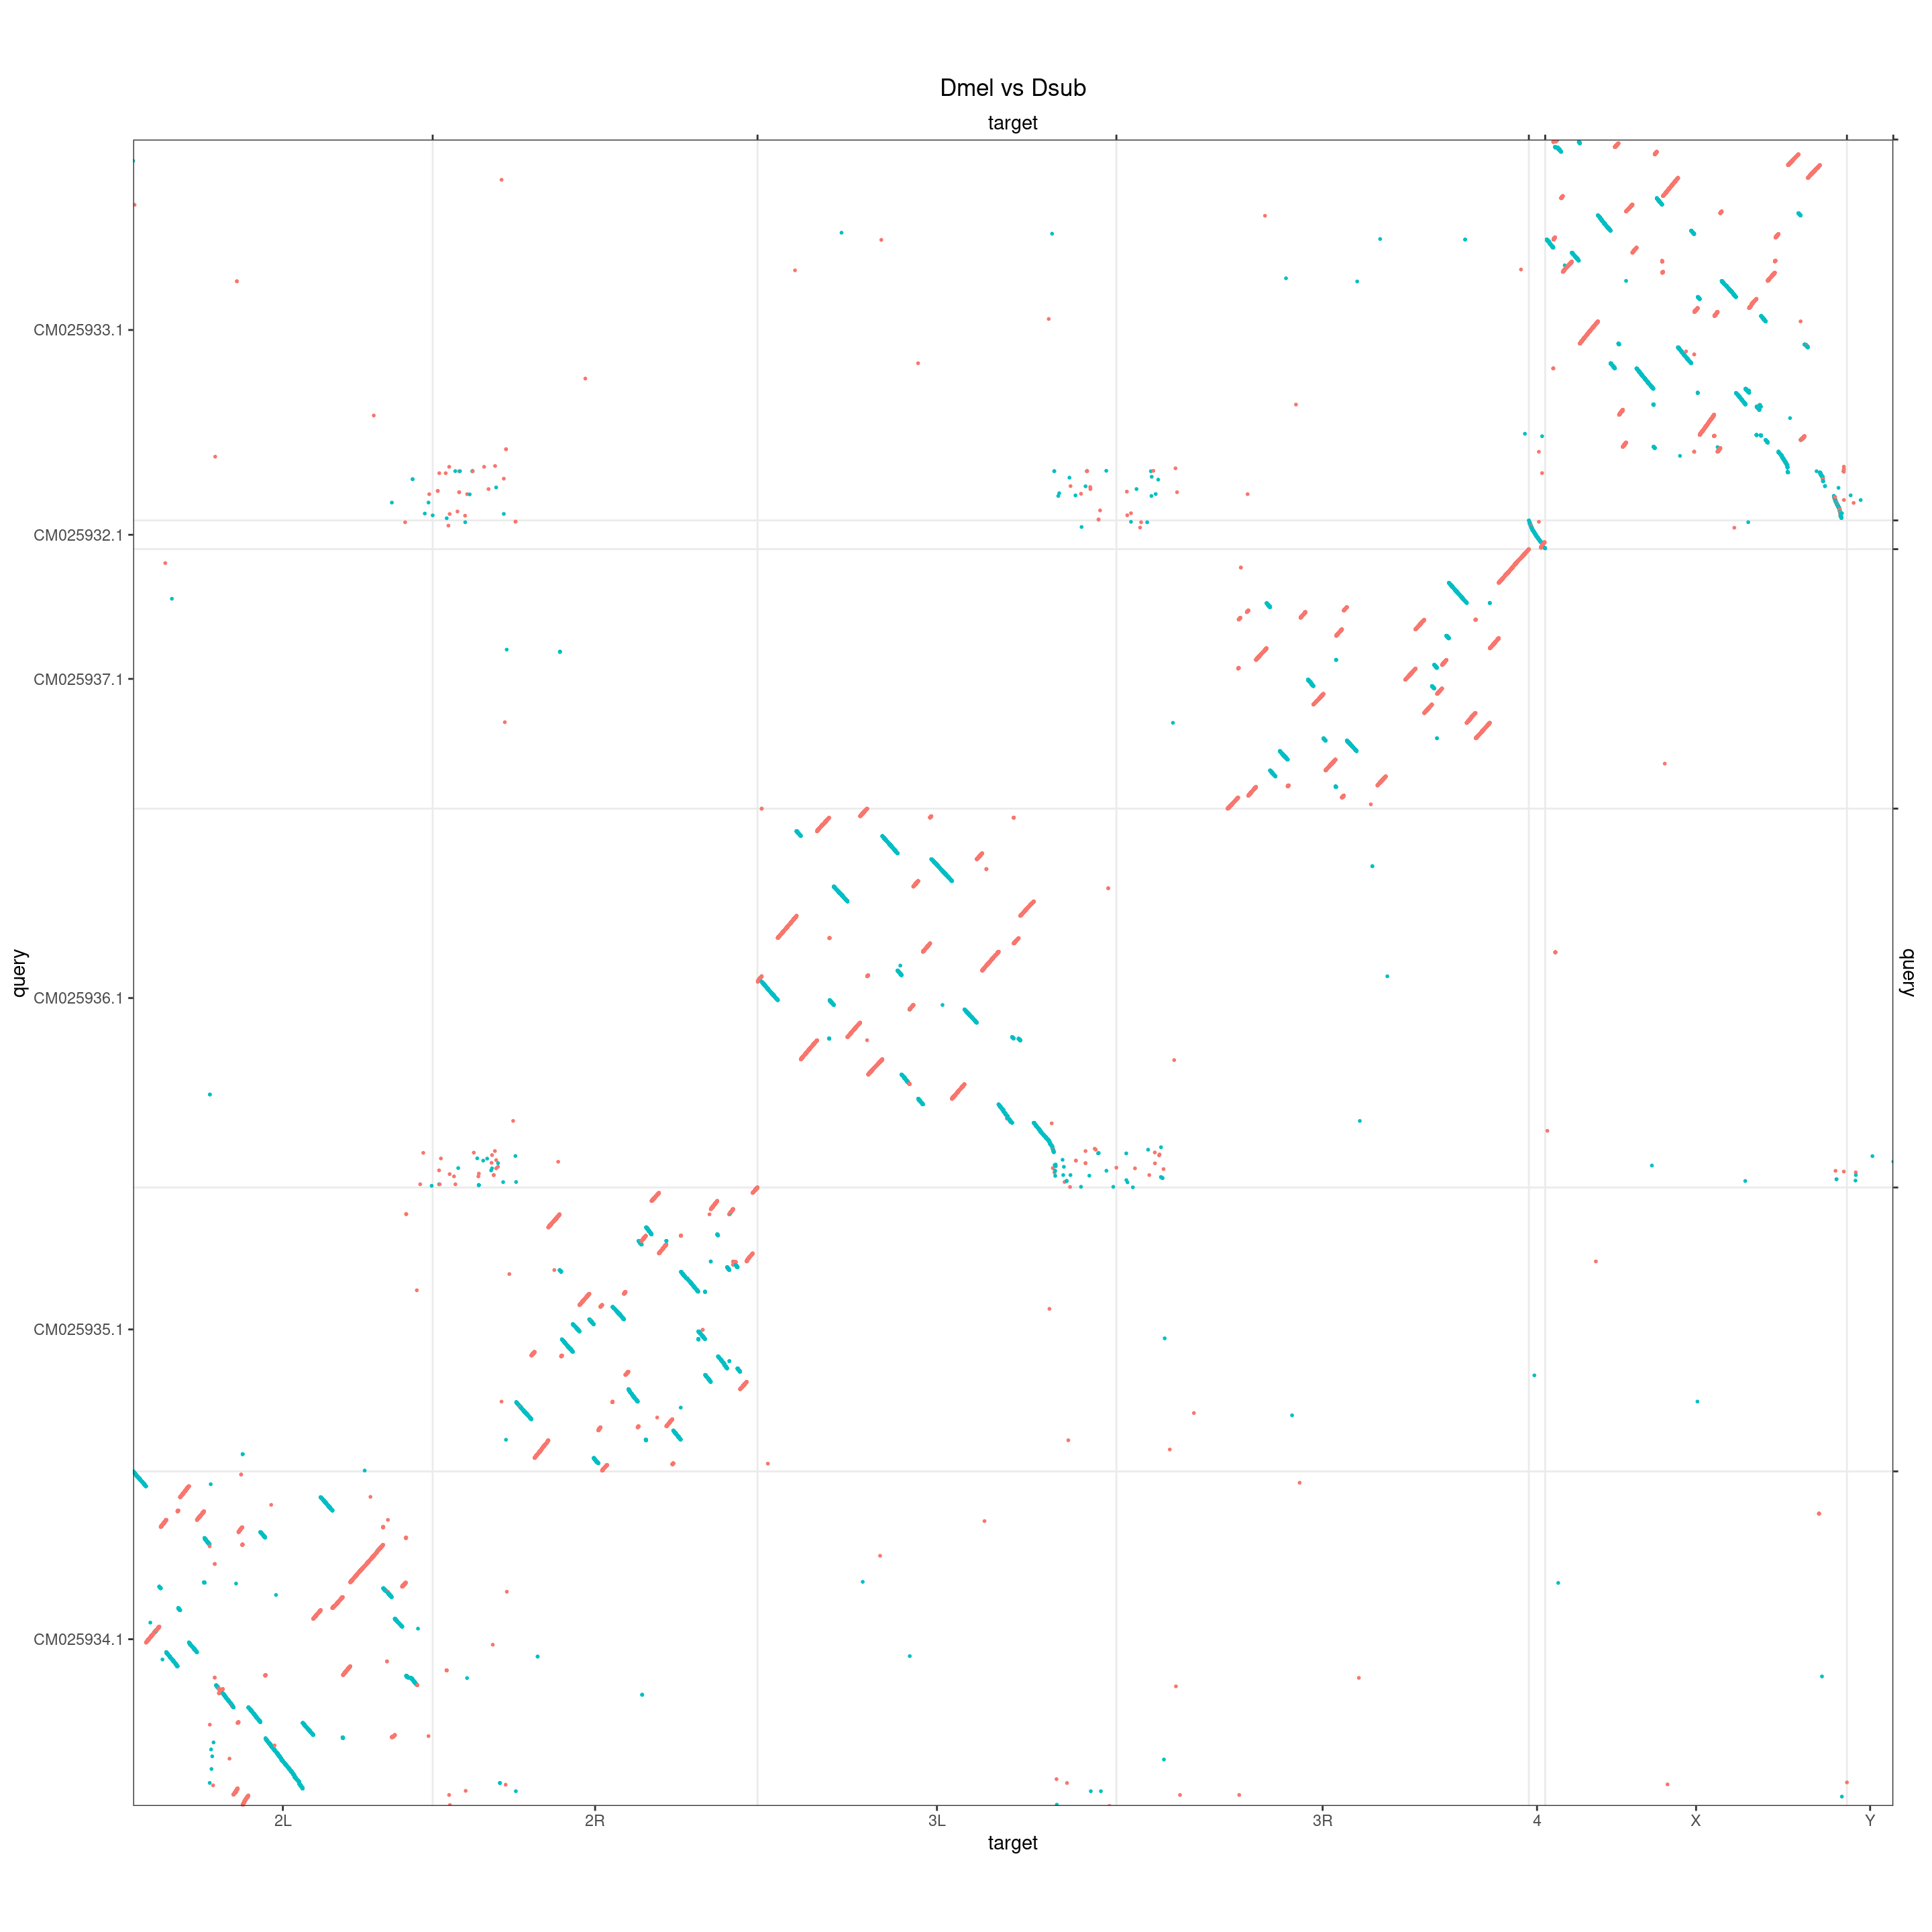 Dmel vs Dsub
target
CM025933.1
CM025932.1
CM025937.1
CM025936.1
CM025935.1
CM025934.1
query
query
2L 2R 3L 3R 4 X Y
target